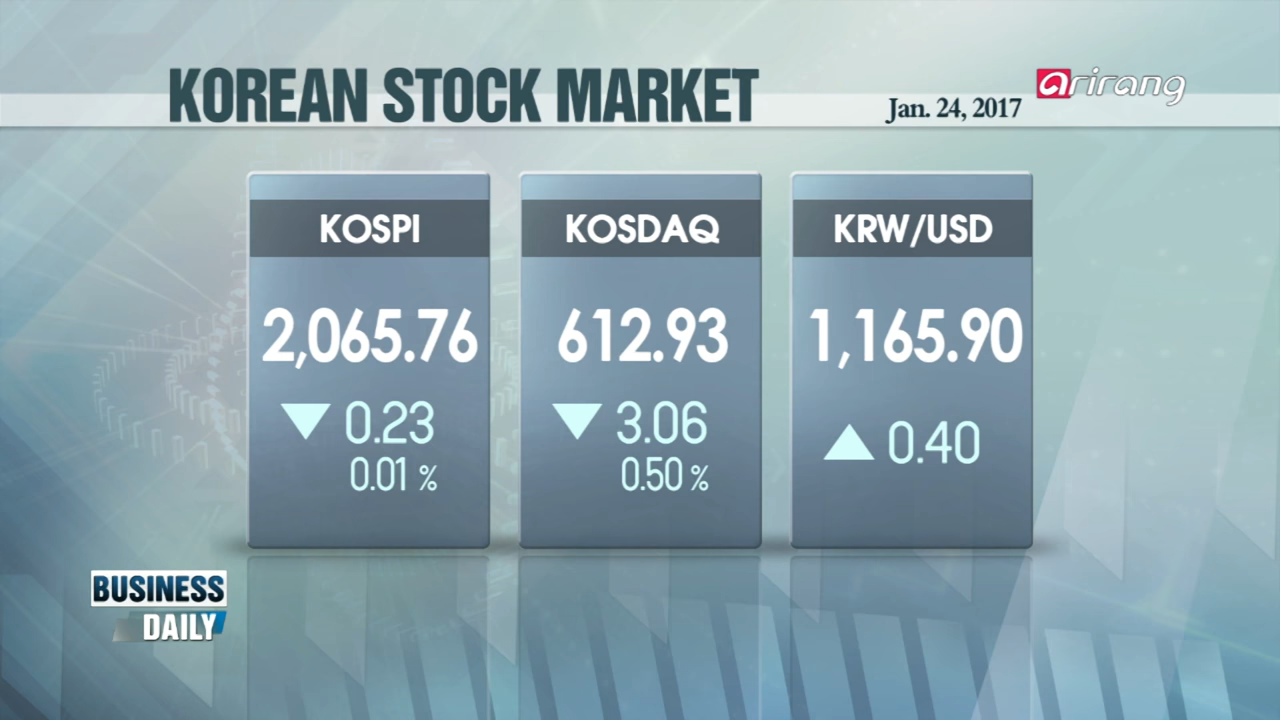 KOREAN STOCK MARKET
Jan. 24, 2017
arirang
KOSPI
2,065.76
▼ 0.23
0.01 %
KOSDAQ
612.93
▼ 3.06
0.50 %
KRW/USD
1,165.90
▲ 0.40
BUSINESS
DAILY